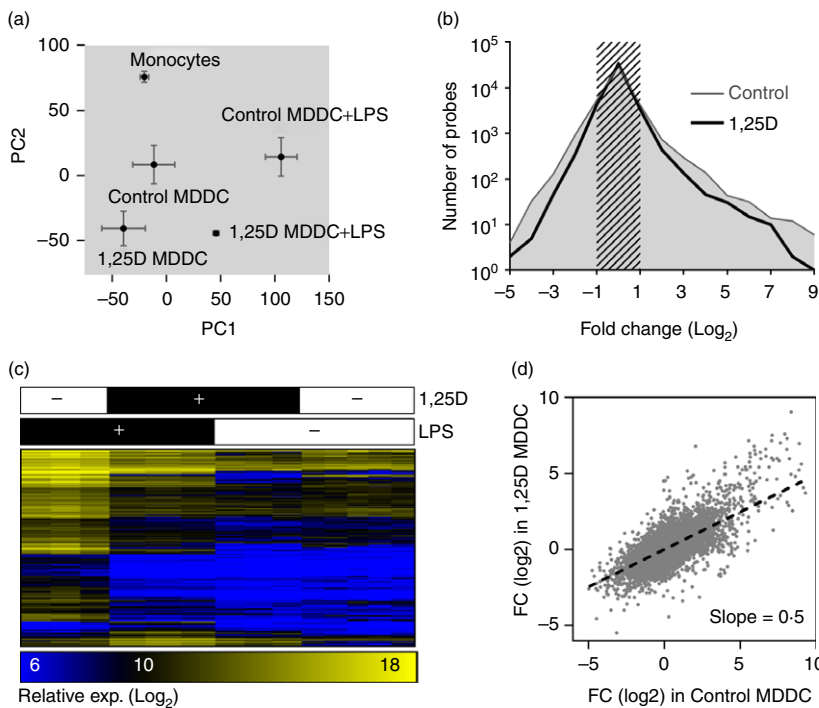 (a)
100
50
0
−50
PC2
Monocytes
Control MDDC+LPS
Control MDDC
1,25D MDDC+LPS
1,25D MDDC
−50 0 50 100 150
PC1
(b)
10^5
10^4
10^3
10^2
10^1
10^0
Number of probes
Control
1,25D
−5 −3 −1 1 3 5 7 9
Fold change (Log_2)
(c)
− + − 1,25D
+ − LPS
6 10 18
Relative exp. (Log_2)
(d)
10
5
0
−5
FC (log2) in 1,25D MDDC
Slope = 0·5
−5 0 5 10
FC (log2) in Control MDDC